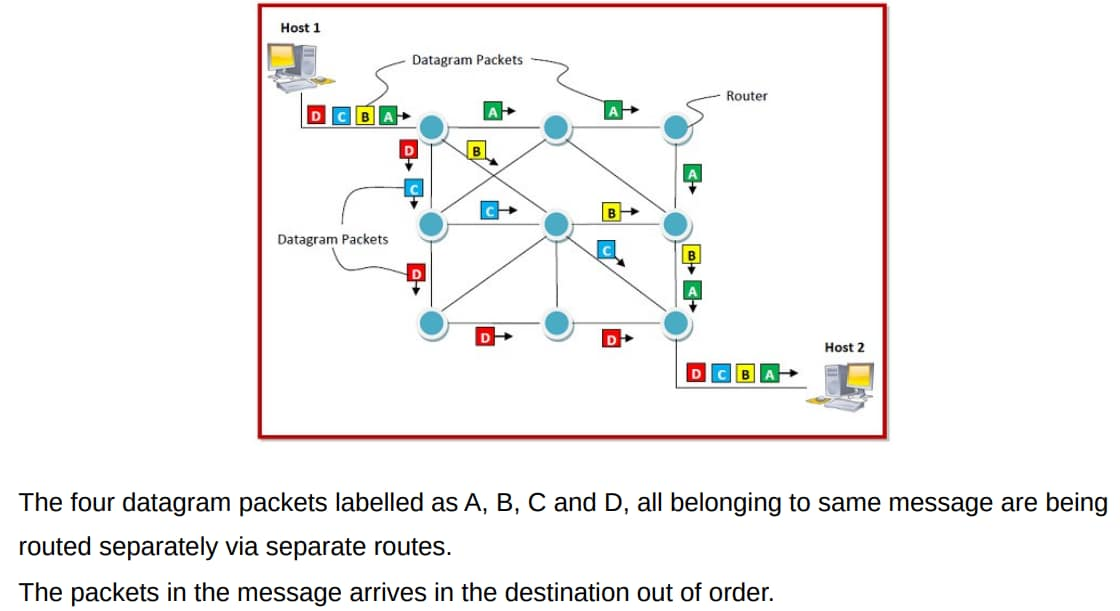 Host 1
Datagram Packets
Router
D C B A
A
A
D
B
A
C
C
B
Datagram Packets
C
B
D
A
D
D
Host 2
D C B A
The four datagram packets labelled as A, B, C and D, all belonging to same message are being
routed separately via separate routes.
The packets in the message arrives in the destination out of order.